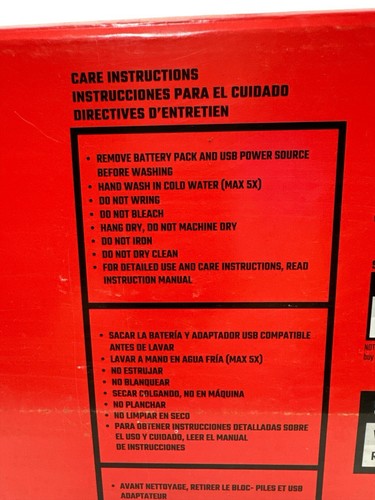 CARE INSTRUCTIONS
INSTRUCCIONES PARA EL CUIDADO
DIRECTIVES D'ENTRETIEN
• REMOVE BATTERY PACK AND USB POWER SOURCE
BEFORE WASHING
• HAND WASH IN COLD WATER (MAX 5X)
• DO NOT WRING
• DO NOT BLEACH
• HANG DRY, DO NOT MACHINE DRY
• DO NOT IRON
• DO NOT DRY CLEAN
• FOR DETAILED USE AND CARE INSTRUCTIONS, READ
INSTRUCTION MANUAL
• SACAR LA BATERÍA Y ADAPTADOR USB COMPATIBLE
ANTES DE LAVAR
• LAVAR A MANO EN AGUA FRÍA (MAX 5X)
• NO ESTRUJAR
• NO BLANQUEAR
• SECAR COLGANDO, NO EN MÁQUINA
• NO PLANCHAR
• NO LIMPIAR EN SECO
• PARA OBTENER INSTRUCCIONES DETALLADAS SOBRE
EL USO Y CUIDADO, LEER EL MANUAL
DE INSTRUCCIONES
• AVANT NETTOYAGE, RETIRER LE BLOC- PILES ET USB
ADAPTATEUR
NOT
buy